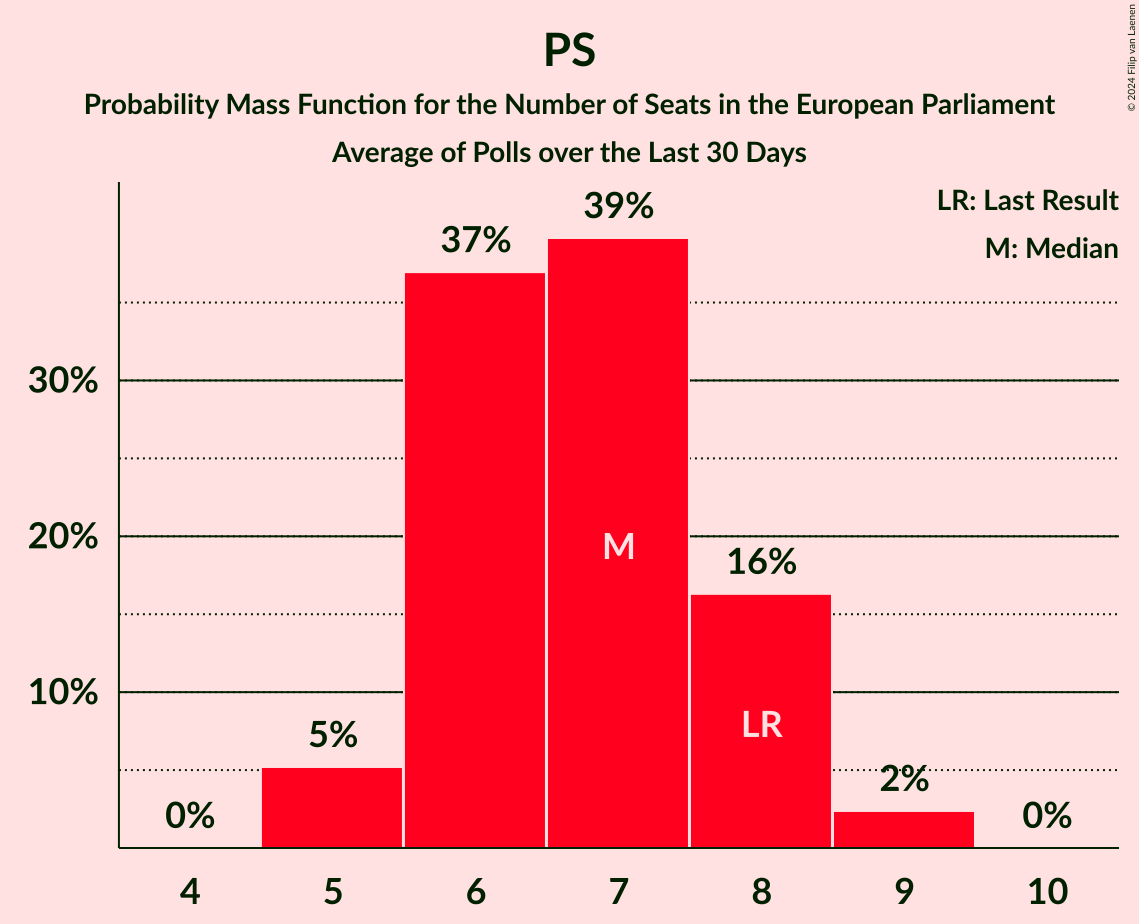 PS
Probability Mass Function for the Number of Seats in the European Parliament
Average of Polls over the Last 30 Days
© 2024 Filip van Laenen
LR: Last Result
M: Median
39%
37%
30%
20%
M
16%
10%
LR
5%
2%
0%
0%
4 5 6 7 8 9 10